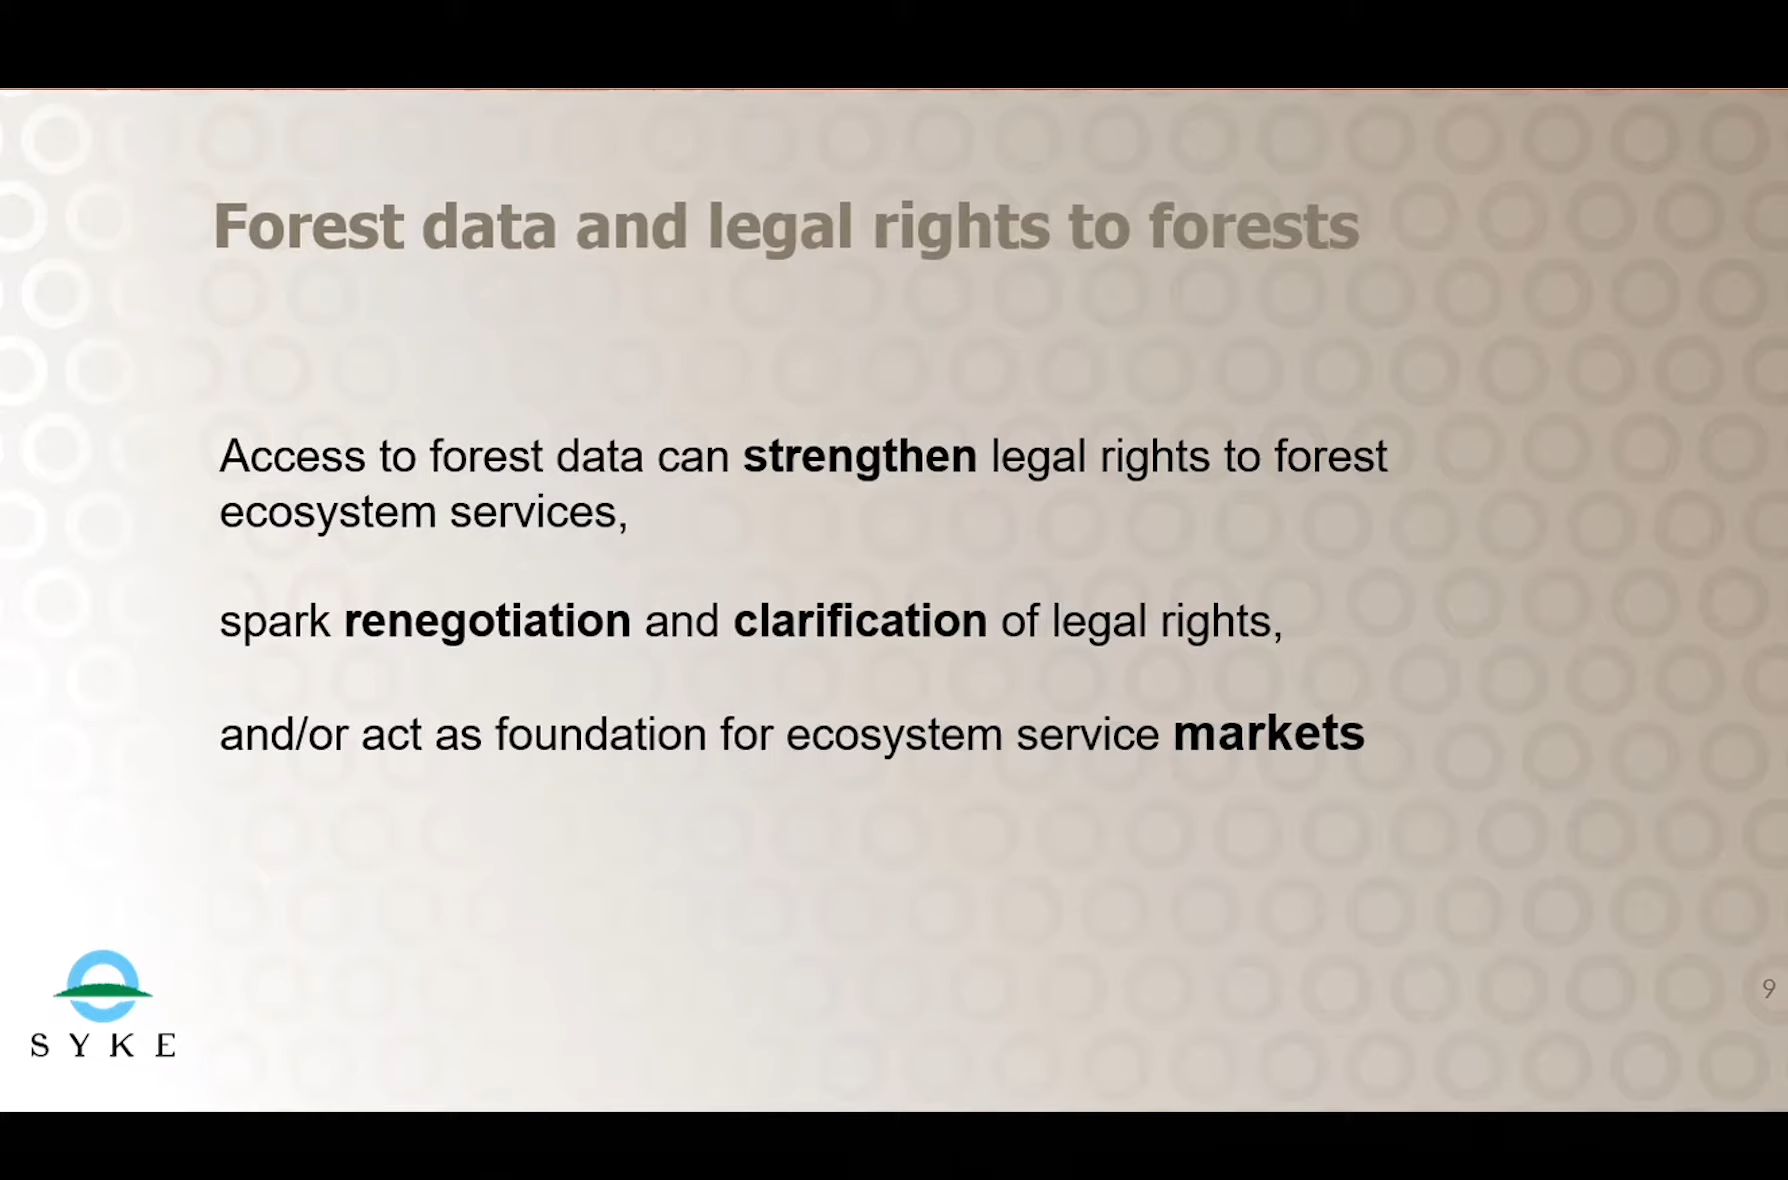 Forest data and legal rights to forests
Access to forest data can strengthen legal rights to forest
ecosystem services,
spark renegotiation and clarification of legal rights,
and/or act as foundation for ecosystem service markets
9
SYKE